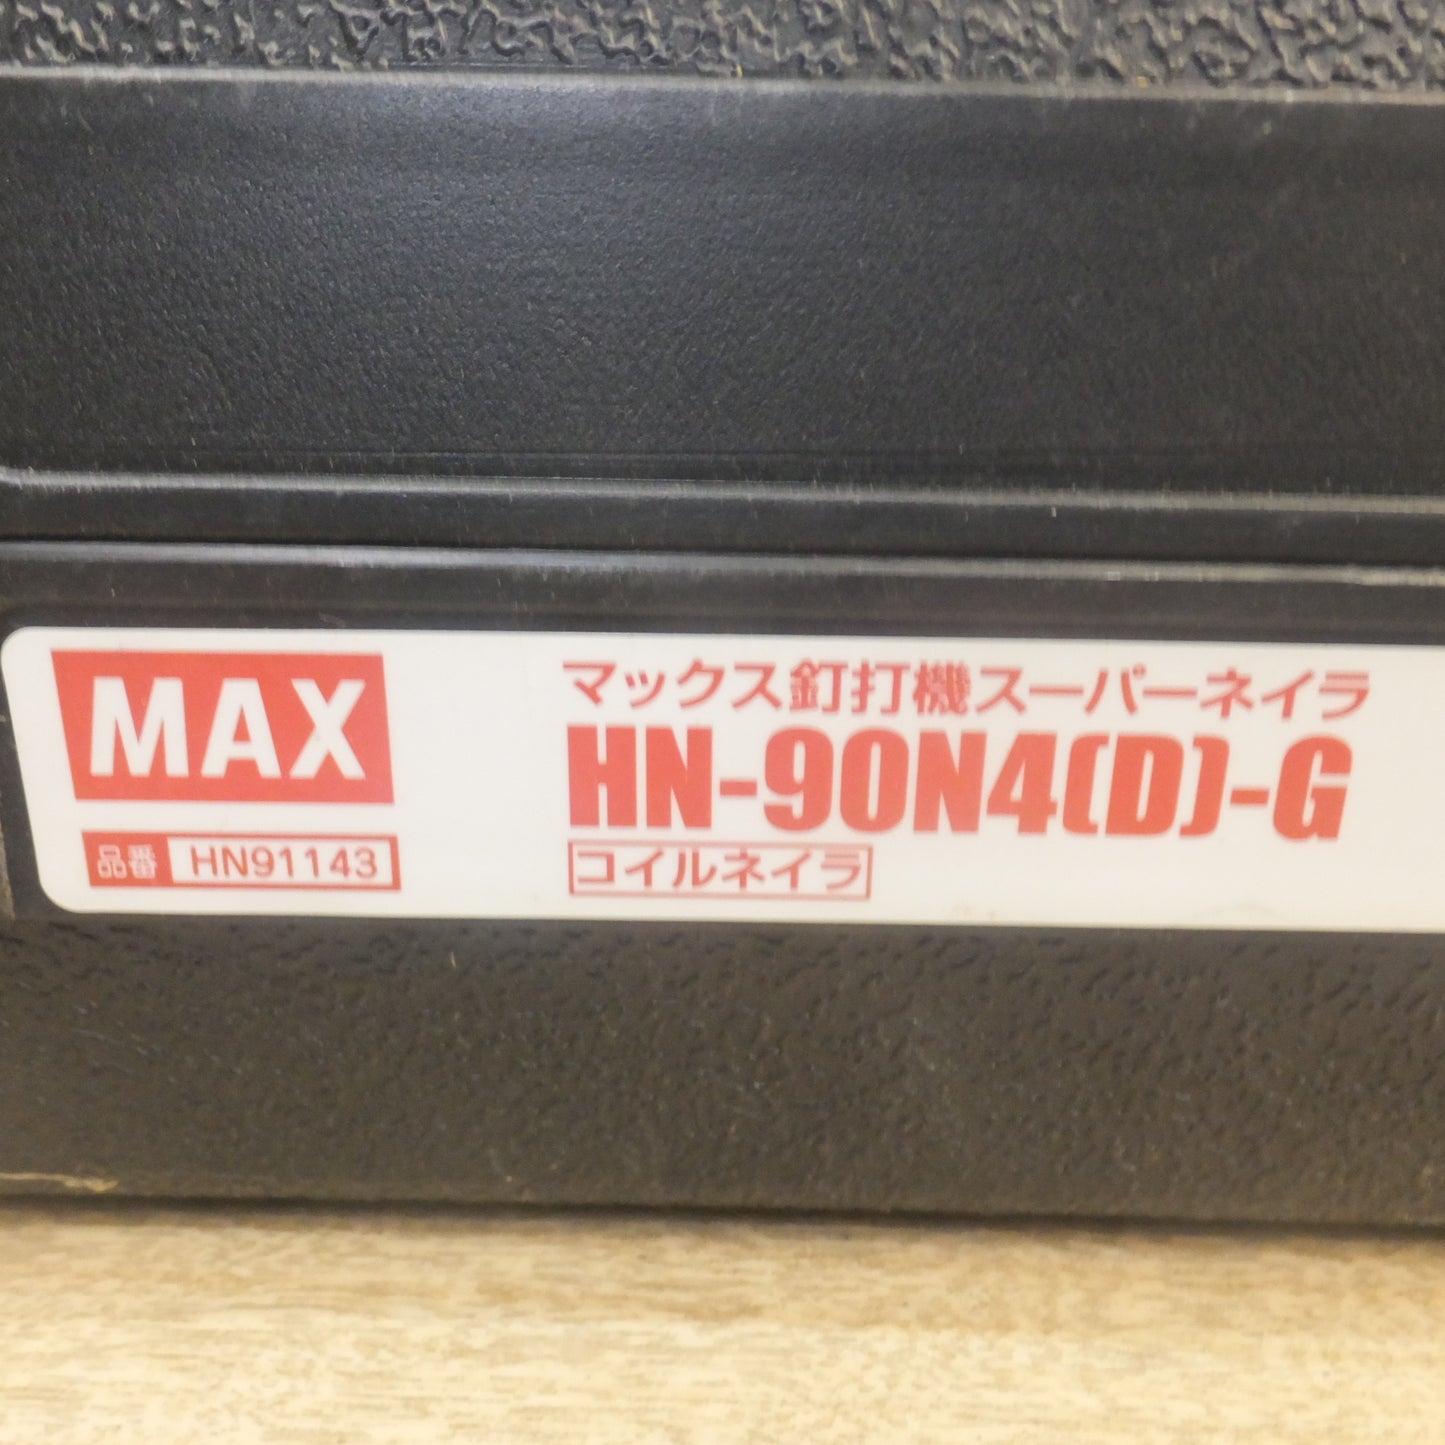 MAX
品番 HN91143
マックス釘打機スーパーネイラ
HN-90N4(D)-G
コイルネイラ